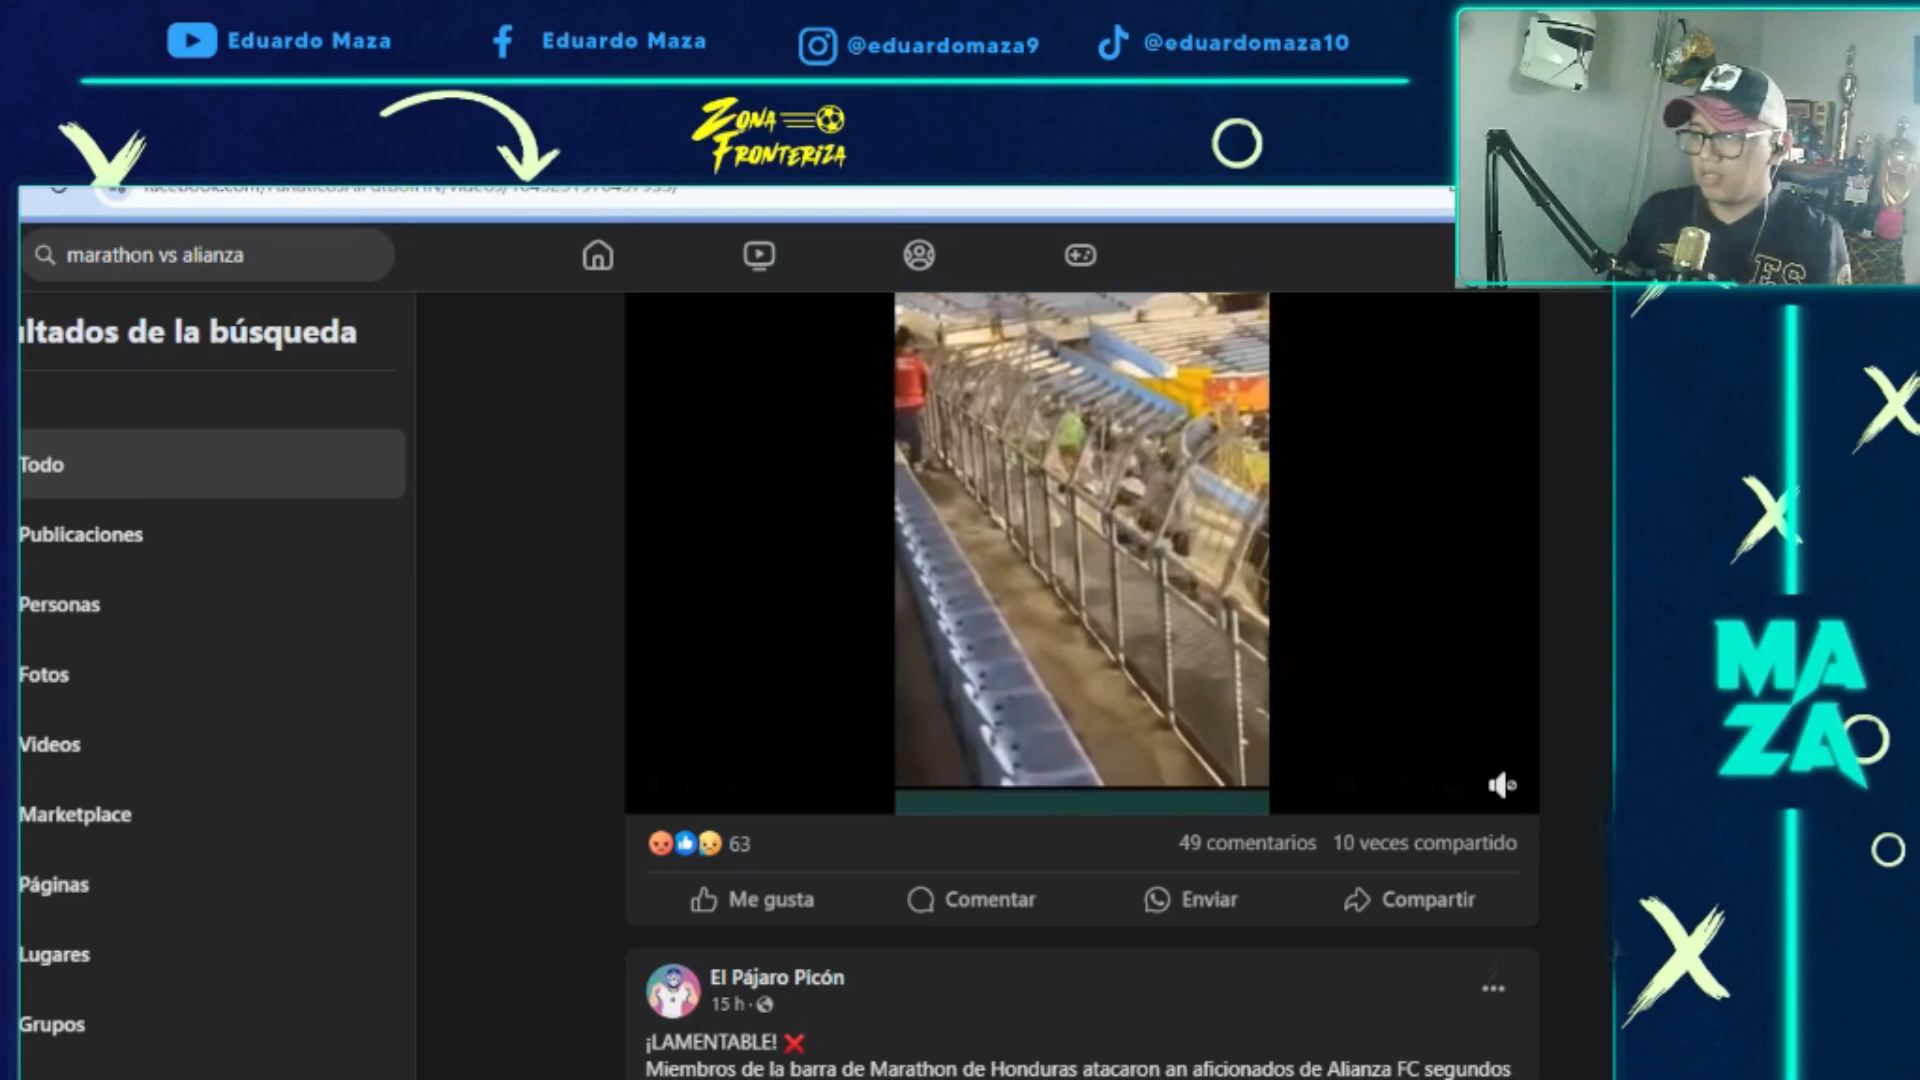 Eduardo Maza
Eduardo Maza
@eduardomaza9
@eduardomaza10
ZONA
FRONTERIZA
marathon vs alianza
ultados de la búsqueda
Todo
Publicaciones
Personas
Fotos
Videos
Marketplace
Páginas
Lugares
Grupos
63
49 comentarios
10 veces compartido
Me gusta
Comentar
Enviar
Compartir
El Pájaro Picón
15 h
¡LAMENTABLE! ❌
Miembros de la barra de Marathon de Honduras atacaron an aficionados de Alianza FC segundos
MA
ZA
ES